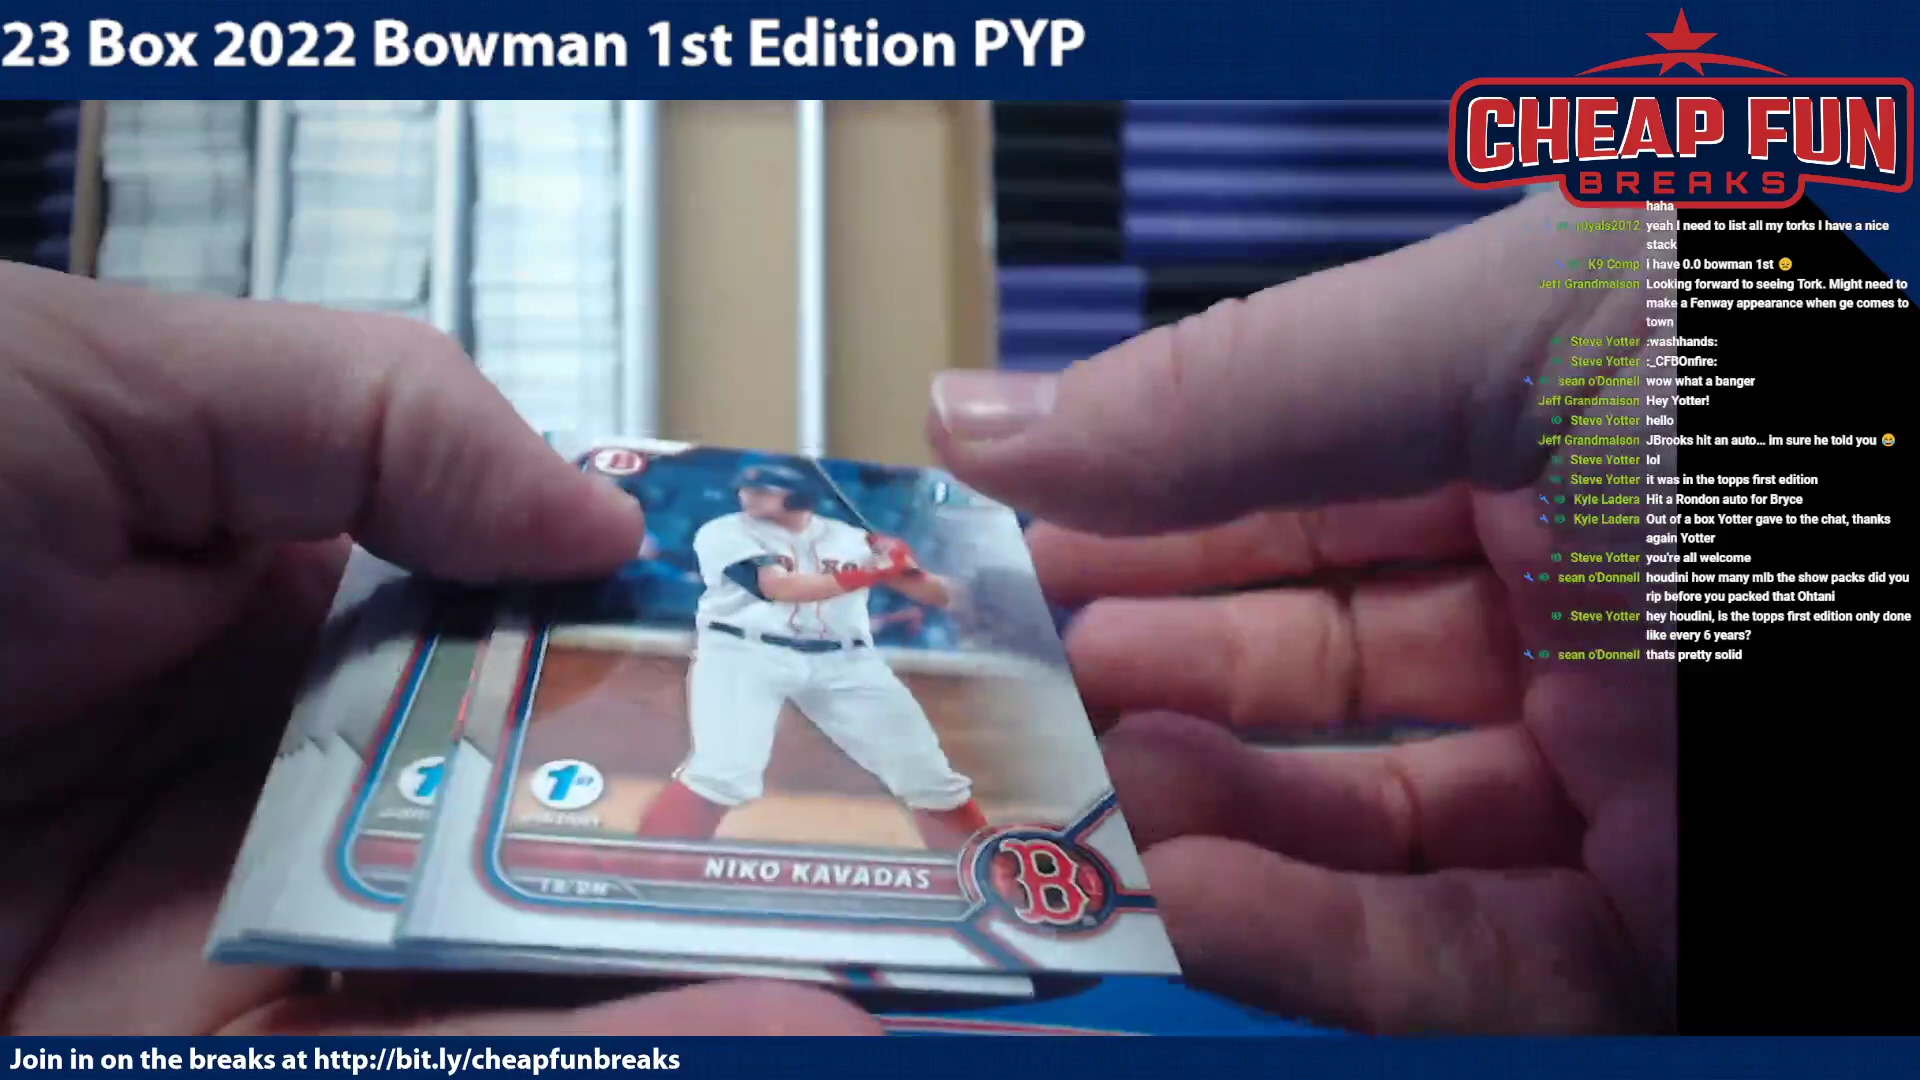 23 Box 2022 Bowman 1st Edition PYP
CHEAP FUN
BREAKS
haha
royals2012 yeah I need to list all my torks I have a nice
stack
K9 Comp i have 0.0 bowman 1st 😔
Jeff Grandmaison Looking forward to seeing Tork. Might need to
make a Fenway appearance when ge comes to
town
Steve Yotter :washhands:
Steve Yotter :_CFBOnfire:
sean o'Donnell wow what a banger
Jeff Grandmaison Hey Yotter!
Steve Yotter hello
Jeff Grandmaison JBrooks hit an auto... im sure he told you 😂
Steve Yotter lol
Steve Yotter it was in the topps first edition
Kyle Ladera Hit a Rondon auto for Bryce
Kyle Ladera Out of a box Yotter gave to the chat, thanks
again Yotter
Steve Yotter you're all welcome
sean o'Donnell houdini how many mlb the show packs did you
rip before you packed that Ohtani
Steve Yotter hey houdini, is the topps first edition only done
like every 6 years?
sean o'Donnell thats pretty solid
B
1ST
1
NIKO KAVADAS
1B/DH
B
Join in on the breaks at http://bit.ly/cheapfunbreaks